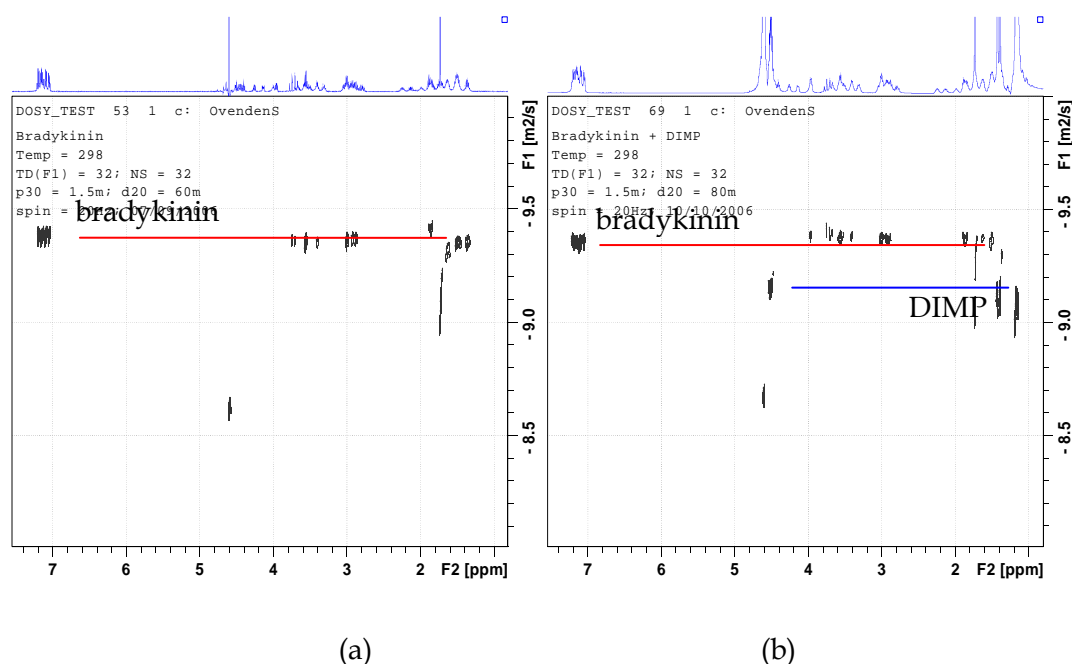 DOSY_TEST 53 1 c: OvendenS
Bradykinin
Temp = 298
TD(F1) = 32; NS = 32
p30 = 1.5m; d20 = 60m
spin = 20Hz; 07/09/2006
bradykinin
F1 [m2/s]
- 9.5
- 9.0
- 8.5
7 6 5 4 3 2 F2 [ppm]
(a)
DOSY_TEST 69 1 c: OvendenS
Bradykinin + DIMP
Temp = 298
TD(F1) = 32; NS = 32
p30 = 1.5m; d20 = 80m
spin = 20Hz; 10/10/2006
bradykinin
DIMP
F1 [m2/s]
- 9.5
- 9.0
- 8.5
7 6 5 4 3 2 F2 [ppm]
(b)